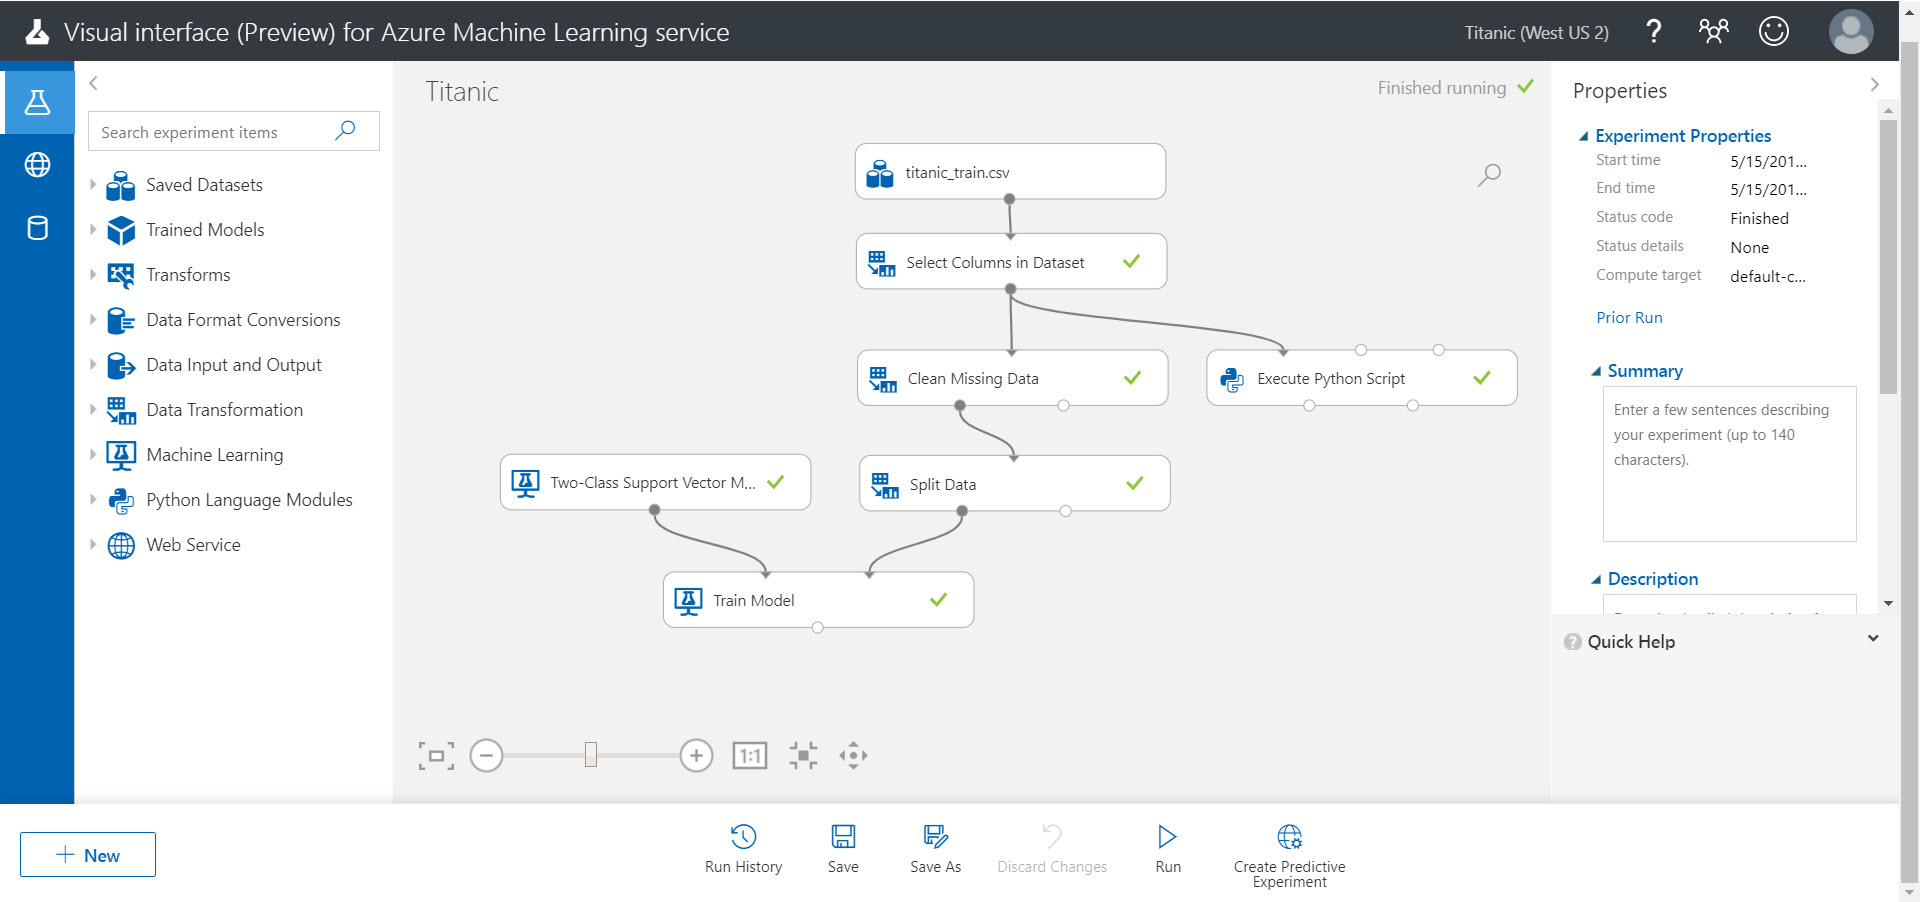 Visual interface (Preview) for Azure Machine Learning service
Titanic (West US 2)
?
Search experiment items
Saved Datasets
Trained Models
Transforms
Data Format Conversions
Data Input and Output
Data Transformation
Machine Learning
Python Language Modules
Web Service
Titanic
Finished running
titanic_train.csv
Select Columns in Dataset
Clean Missing Data
Execute Python Script
Two-Class Support Vector M...
Split Data
Train Model
1:1
Properties
Experiment Properties
Start time 5/15/201...
End time 5/15/201...
Status code Finished
Status details None
Compute target default-c...
Prior Run
Summary
Enter a few sentences describing
your experiment (up to 140
characters).
Description
? Quick Help
New
Run History
Save
Save As
Discard Changes
Run
Create Predictive
Experiment